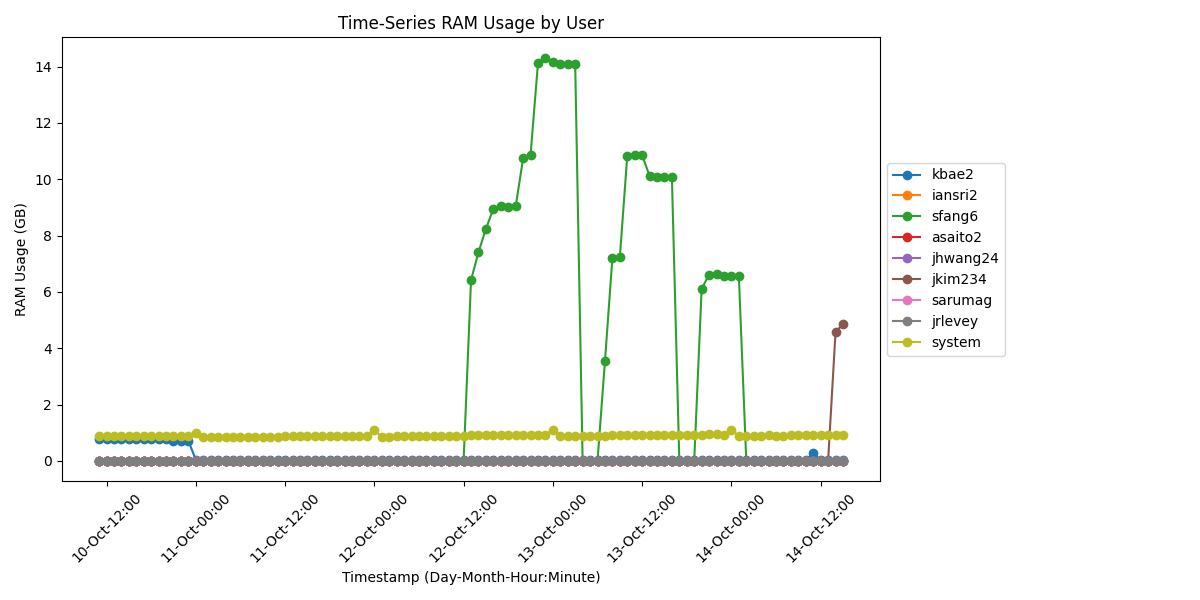 Time-Series RAM Usage by User
RAM Usage (GB)
14
12
10
8
6
4
2
0
10-Oct-12:00
11-Oct-00:00
11-Oct-12:00
12-Oct-00:00
12-Oct-12:00
13-Oct-00:00
13-Oct-12:00
14-Oct-00:00
14-Oct-12:00
Timestamp (Day-Month-Hour:Minute)
kbae2
iansri2
sfang6
asaito2
jhwang24
jkim234
sarumag
jrlevey
system